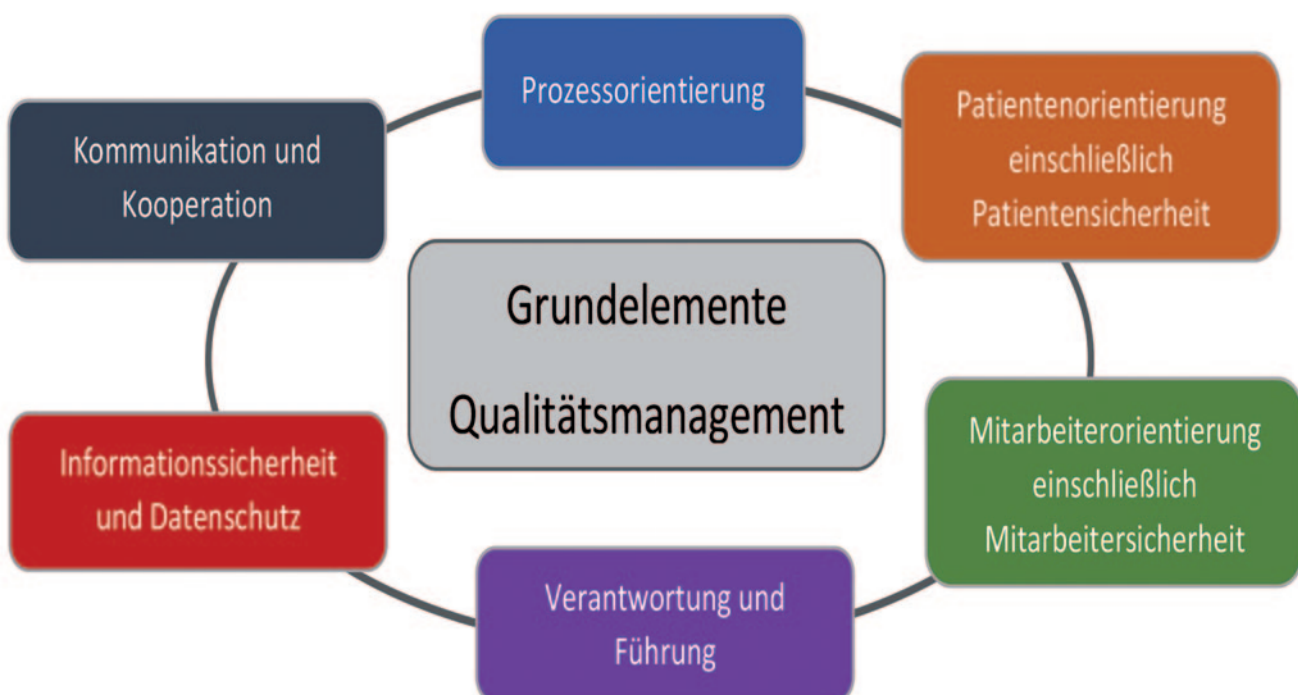 Prozessorientierung
Patientenorientierung
einschließlich
Patientensicherheit
Kommunikation und
Kooperation
Grundelemente
Qualitätsmanagement
Mitarbeiterorientierung
einschließlich
Mitarbeitersicherheit
Informationssicherheit
und Datenschutz
Verantwortung und
Führung